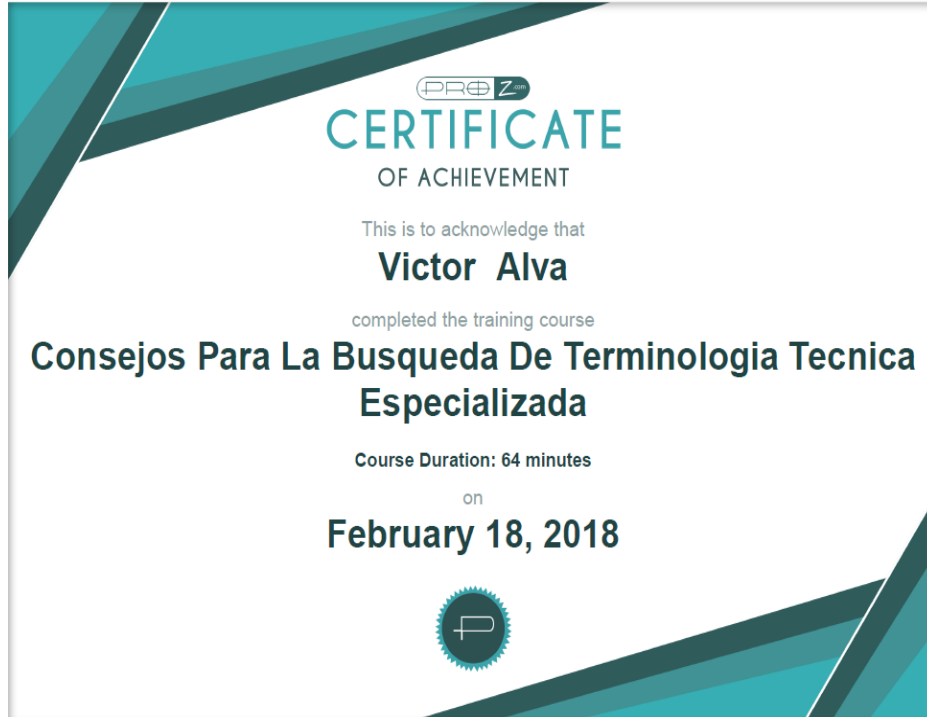 PROZ.com
CERTIFICATE
OF ACHIEVEMENT
This is to acknowledge that
Victor Alva
completed the training course
Consejos Para La Busqueda De Terminologia Tecnica
Especializada
Course Duration: 64 minutes
on
February 18, 2018
P